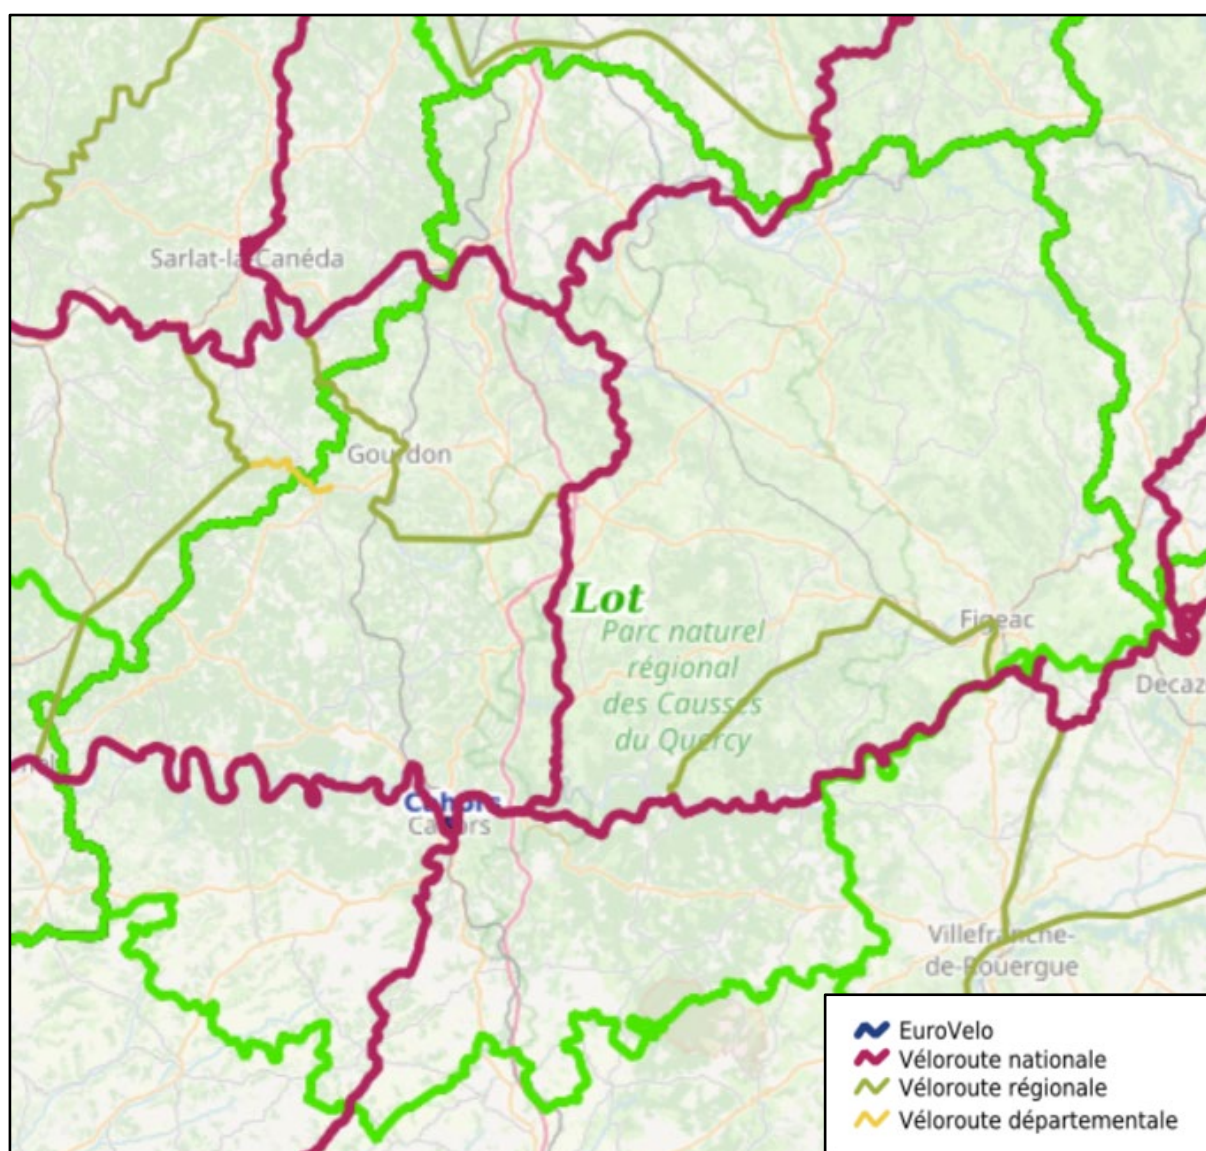 Sarlat-la-Canéda
Gourdon
Lot
Parc naturel
régional
des Causses
du Quercy
Figeac
Decaz
Cahors
Cahors
Villefranche-
de-Rouergue
EuroVelo
Véloroute nationale
Véloroute régionale
Véloroute départementale